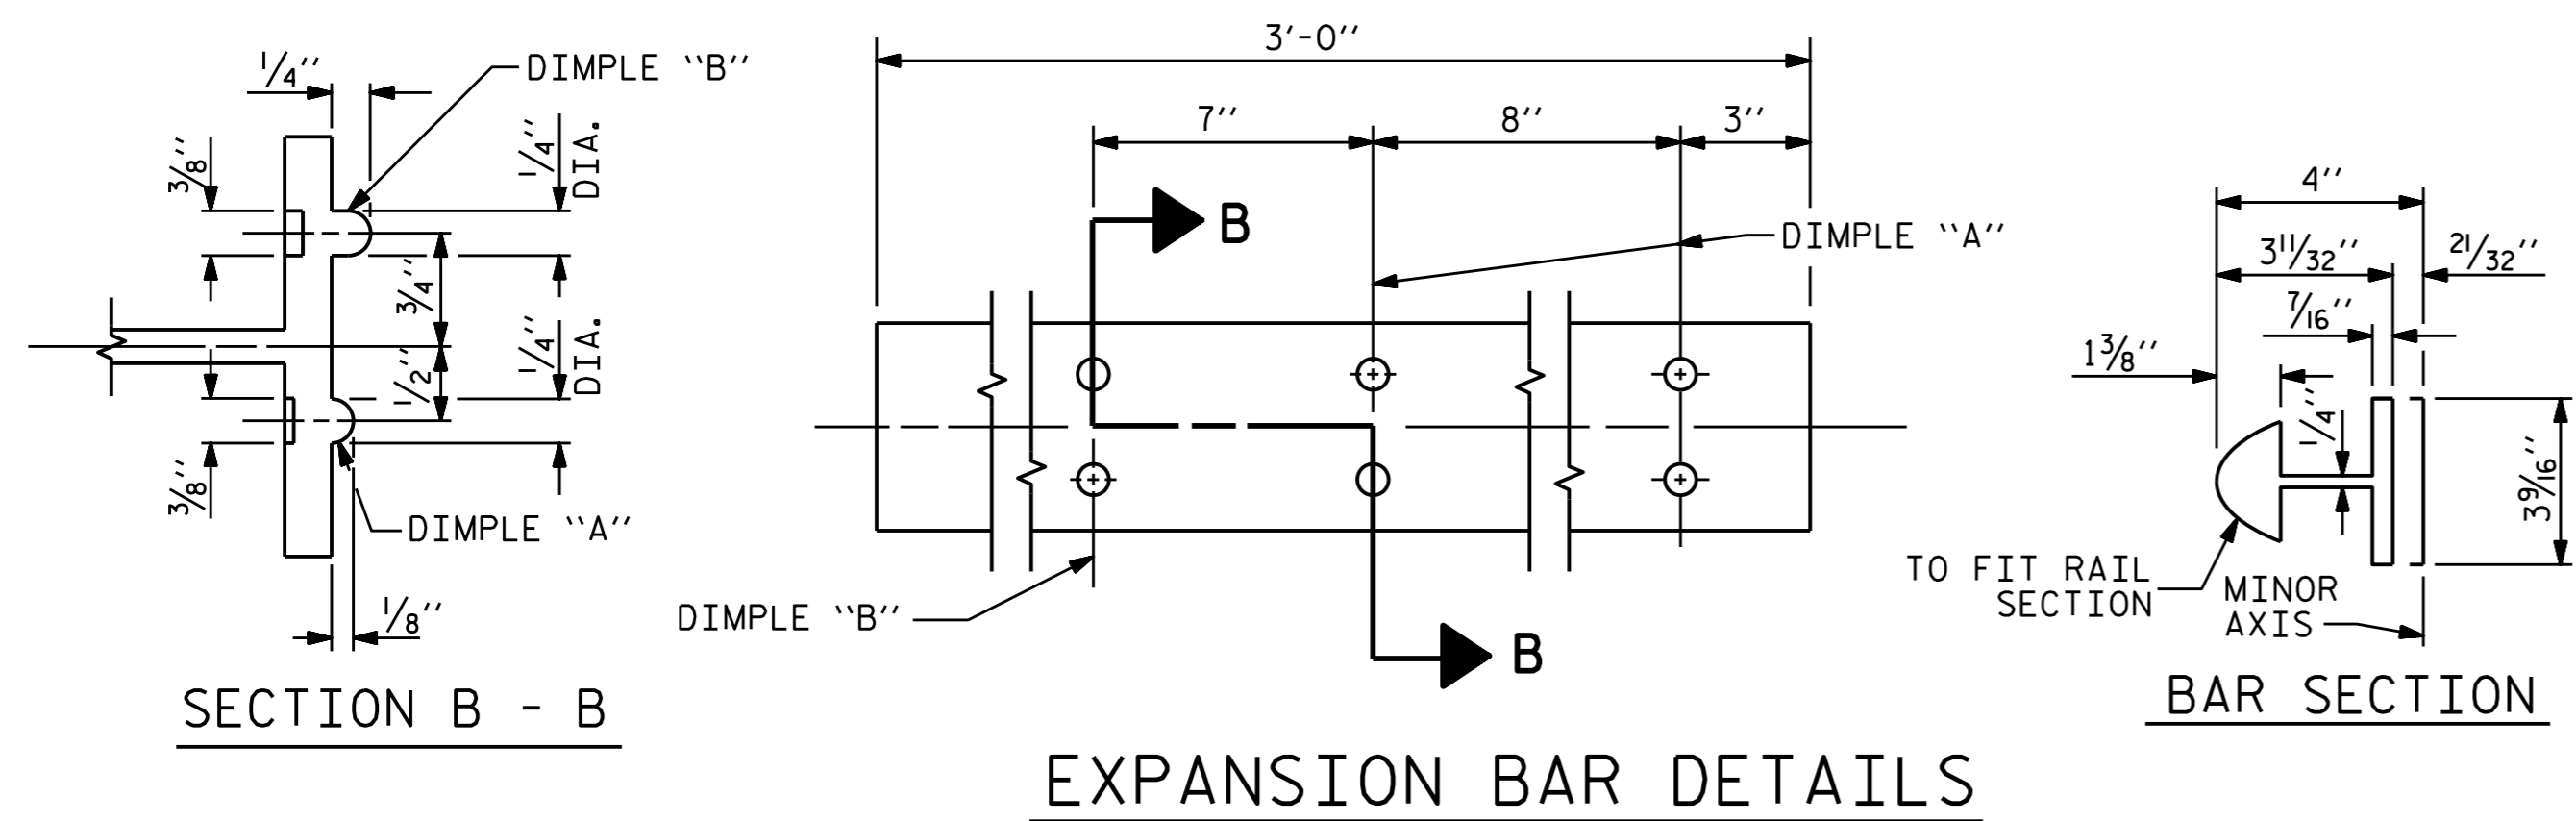 1/4''
DIMPLE ''B''
3/8''
1/4'' DIA.
3/4''
1/2''
1/4'' DIA.
3/8''
DIMPLE ''A''
1/8''
SECTION B - B
3'-0''
7''
8''
3''
B
DIMPLE ''A''
DIMPLE ''B''
B
EXPANSION BAR DETAILS
4''
3 11/32''
21/32''
7/16''
1 3/8''
1/4''
3 9/16''
TO FIT RAIL
SECTION
MINOR
AXIS
BAR SECTION